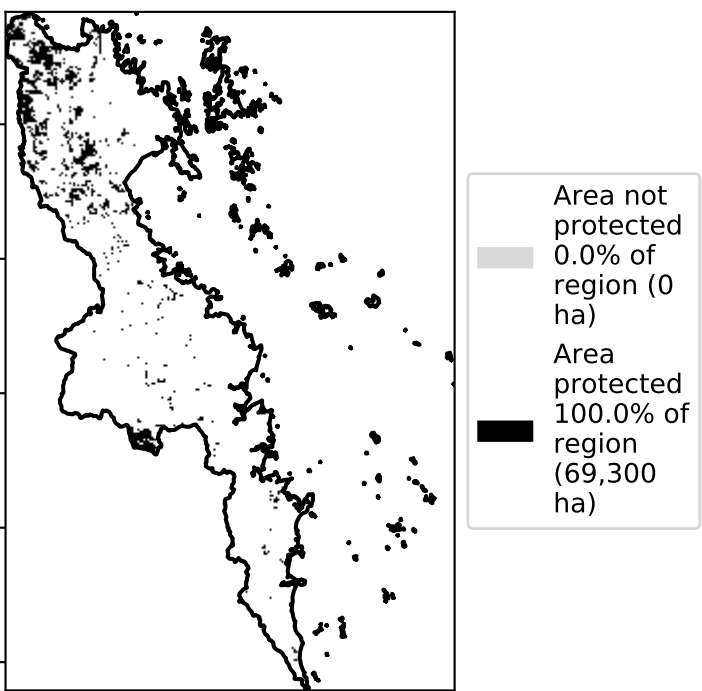 Area not
protected
0.0% of
region (0
ha)
Area
protected
100.0% of
region
(69,300
ha)